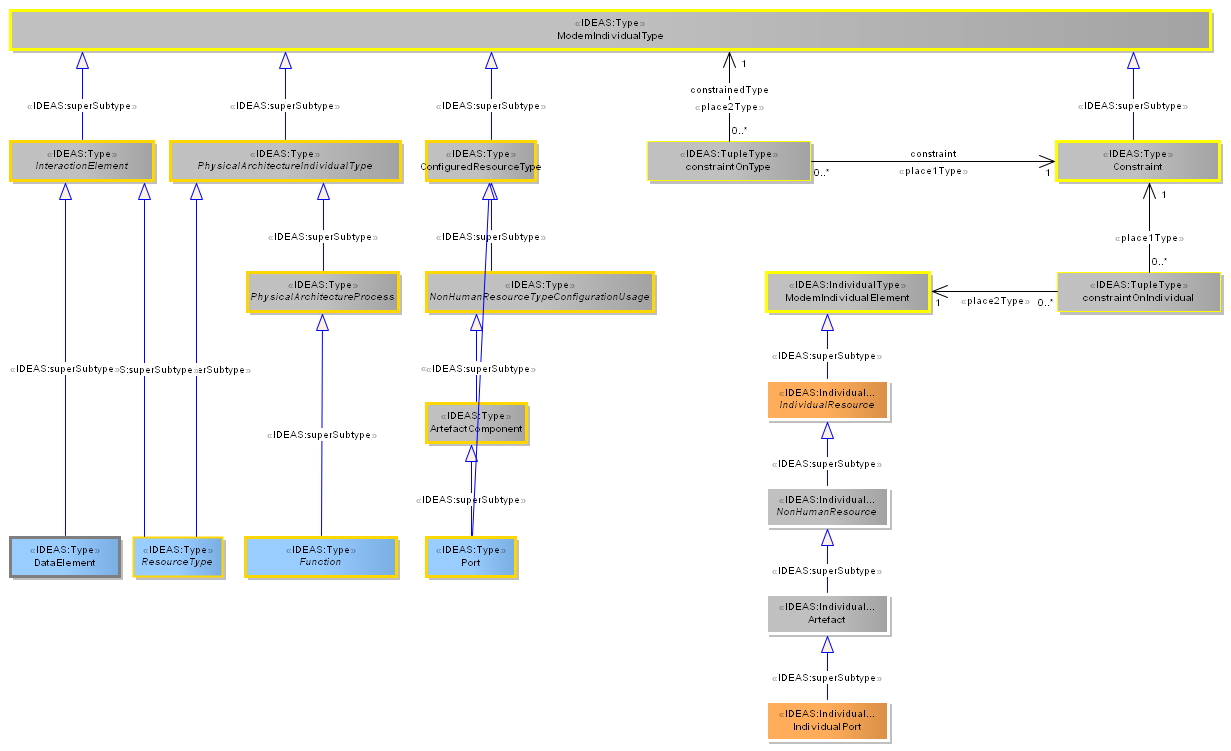 «IDEAS:Type»
ModemIndividualType
1
constrainedType
«place2Type»
0..*
«IDEAS:superSubtype»
«IDEAS:superSubtype»
«IDEAS:superSubtype»
«IDEAS:superSubtype»
«IDEAS:Type»
InteractionElement
«IDEAS:Type»
PhysicalArchitectureIndividualType
«IDEAS:Type»
ConfiguredResourceType
«IDEAS:TupleType»
constraintOnType
constraint
«place1Type»
0..*
1
«IDEAS:Type»
Constraint
1
«place1Type»
0..*
«IDEAS:superSubtype»
«IDEAS:superSubtype»
«IDEAS:Type»
PhysicalArchitectureProcess
«IDEAS:Type»
NonHumanResourceTypeConfigurationUsage
«IDEAS:IndividualType»
ModemIndividualElement
1
«place2Type»
0..*
«IDEAS:TupleType»
constraintOnIndividual
«IDEAS:superSubtype»
«IDEAS:superSubtype»
S:superSubtype»
erSubtype»
«IDEAS:superSubtype»
«IDEAS:Individual...
IndividualResource
«IDEAS:Type»
ArtefactComponent
«IDEAS:superSubtype»
«IDEAS:superSubtype»
«IDEAS:superSubtype»
«IDEAS:Individual...
NonHumanResource
«IDEAS:Type»
DataElement
«IDEAS:Type»
ResourceType
«IDEAS:Type»
Function
«IDEAS:Type»
Port
«IDEAS:superSubtype»
«IDEAS:Individual...
Artefact
«IDEAS:superSubtype»
«IDEAS:Individual...
IndividualPort